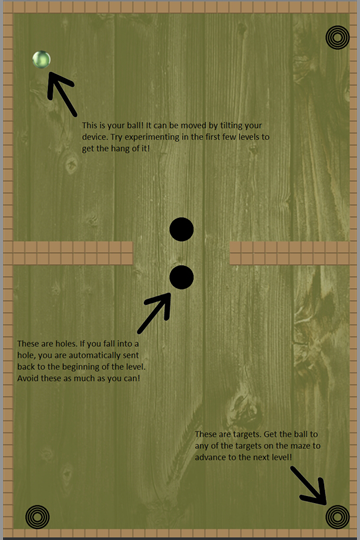 This is your ball! It can be moved by tilting your
device. Try experimenting in the first few levels to
get the hang of it!
These are holes. If you fall into a
hole, you are automatically sent
back to the beginning of the level.
Avoid these as much as you can!
These are targets. Get the ball to
any of the targets on the maze to
advance to the next level!